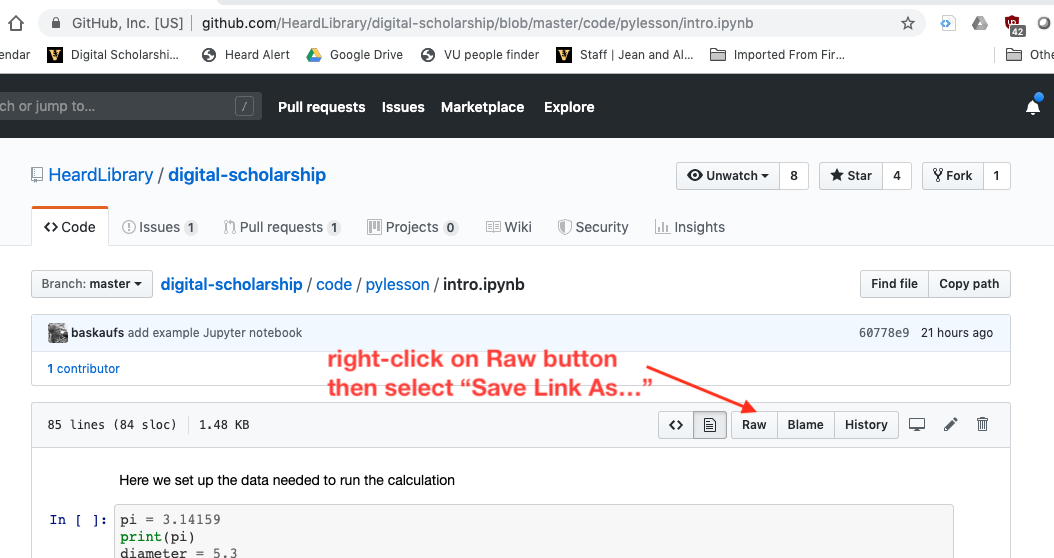 GitHub, Inc. [US] github.com/HeardLibrary/digital-scholarship/blob/master/code/pylesson/intro.ipynb 42
endar Digital Scholarshi... Heard Alert Google Drive VU people finder Staff | Jean and Al... Imported From Fir... Othe
ch or jump to... / Pull requests Issues Marketplace Explore
HeardLibrary / digital-scholarship Unwatch 8 Star 4 Fork 1
Code Issues 1 Pull requests 1 Projects 0 Wiki Security Insights
Branch: master digital-scholarship / code / pylesson / intro.ipynb Find file Copy path
baskaufs add example Jupyter notebook 60778e9 21 hours ago
1 contributor
right-click on Raw button
then select “Save Link As...”
85 lines (84 sloc) 1.48 KB <> Raw Blame History
Here we set up the data needed to run the calculation
In [ ]: pi = 3.14159
print(pi)
diameter = 5.3